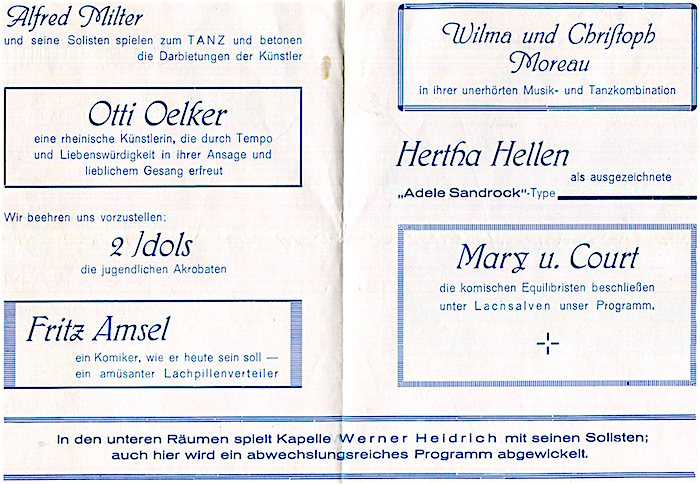 Alfred Milter
und seine Solisten spielen zum TANZ und betonen
die Darbietungen der Künstler
Otti Oelker
eine rheinische Künstlerin, die durch Tempo
und Liebenswürdigkeit in ihrer Ansage und
lieblichem Gesang erfreut
Wir beehren uns vorzustellen:
2 Idols
die jugendlichen Akrobaten
Fritz Amsel
ein Komiker, wie er heute sein soll —
ein amüsanter Lachpillenverteiler
Wilma und Christoph
Moreau
in ihrer unerhörten Musik- und Tanzkombination
Hertha Hellen
als ausgezeichnete
„Adele Sandrock“-Type
Marz u. Court
die komischen Equilibristen beschließen
unter Lacnsalven unser Programm.
In den unteren Räumen spielt Kapelle Werner Heidrich mit seinen Solisten;
auch hier wird ein abwechslungsreiches Programm abgewickelt.